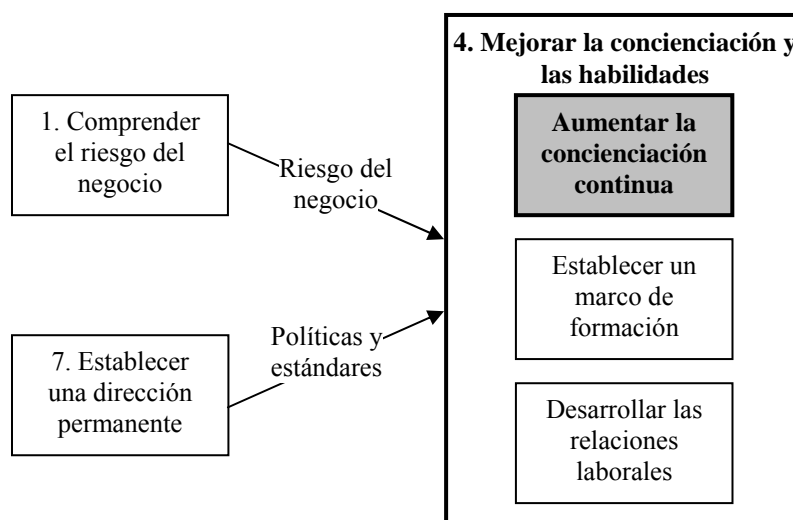 4. Mejorar la concienciación y
las habilidades
1. Comprender
el riesgo del
negocio
Riesgo del
negocio
Aumentar la
concienciación
continua
Establecer un
marco de
formación
7. Establecer
una dirección
permanente
Políticas y
estándares
Desarrollar las
relaciones
laborales